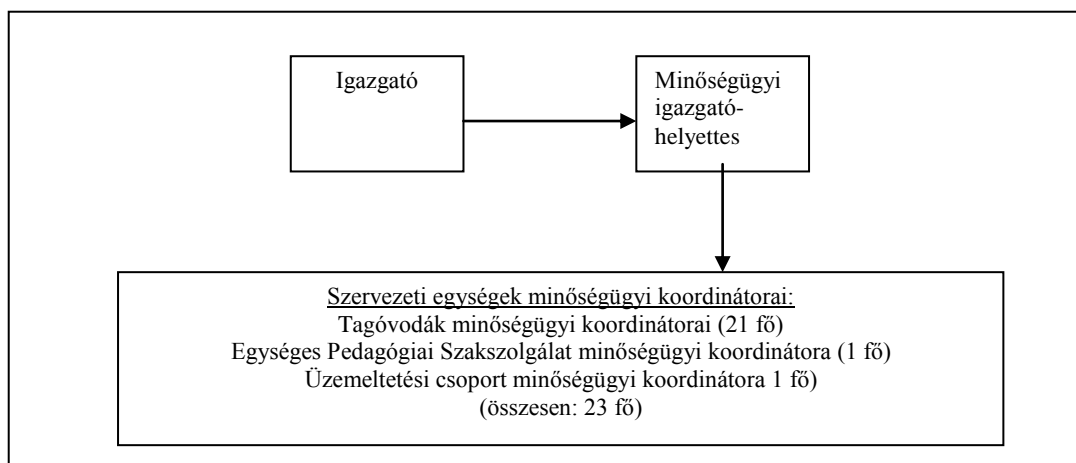 Igazgató
Minőségügyi
igazgató-
helyettes
Szervezeti egységek minőségügyi koordinátorai:
Tagóvodák minőségügyi koordinátorai (21 fő)
Egységes Pedagógiai Szakszolgálat minőségügyi koordinátora (1 fő)
Üzemeltetési csoport minőségügyi koordinátora 1 fő)
(összesen: 23 fő)